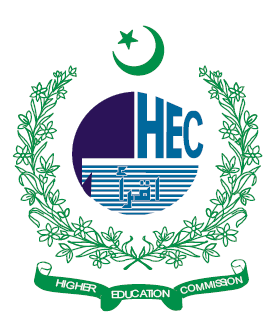 HEC
اقرأ
HIGHER EDUCATION COMMISSION